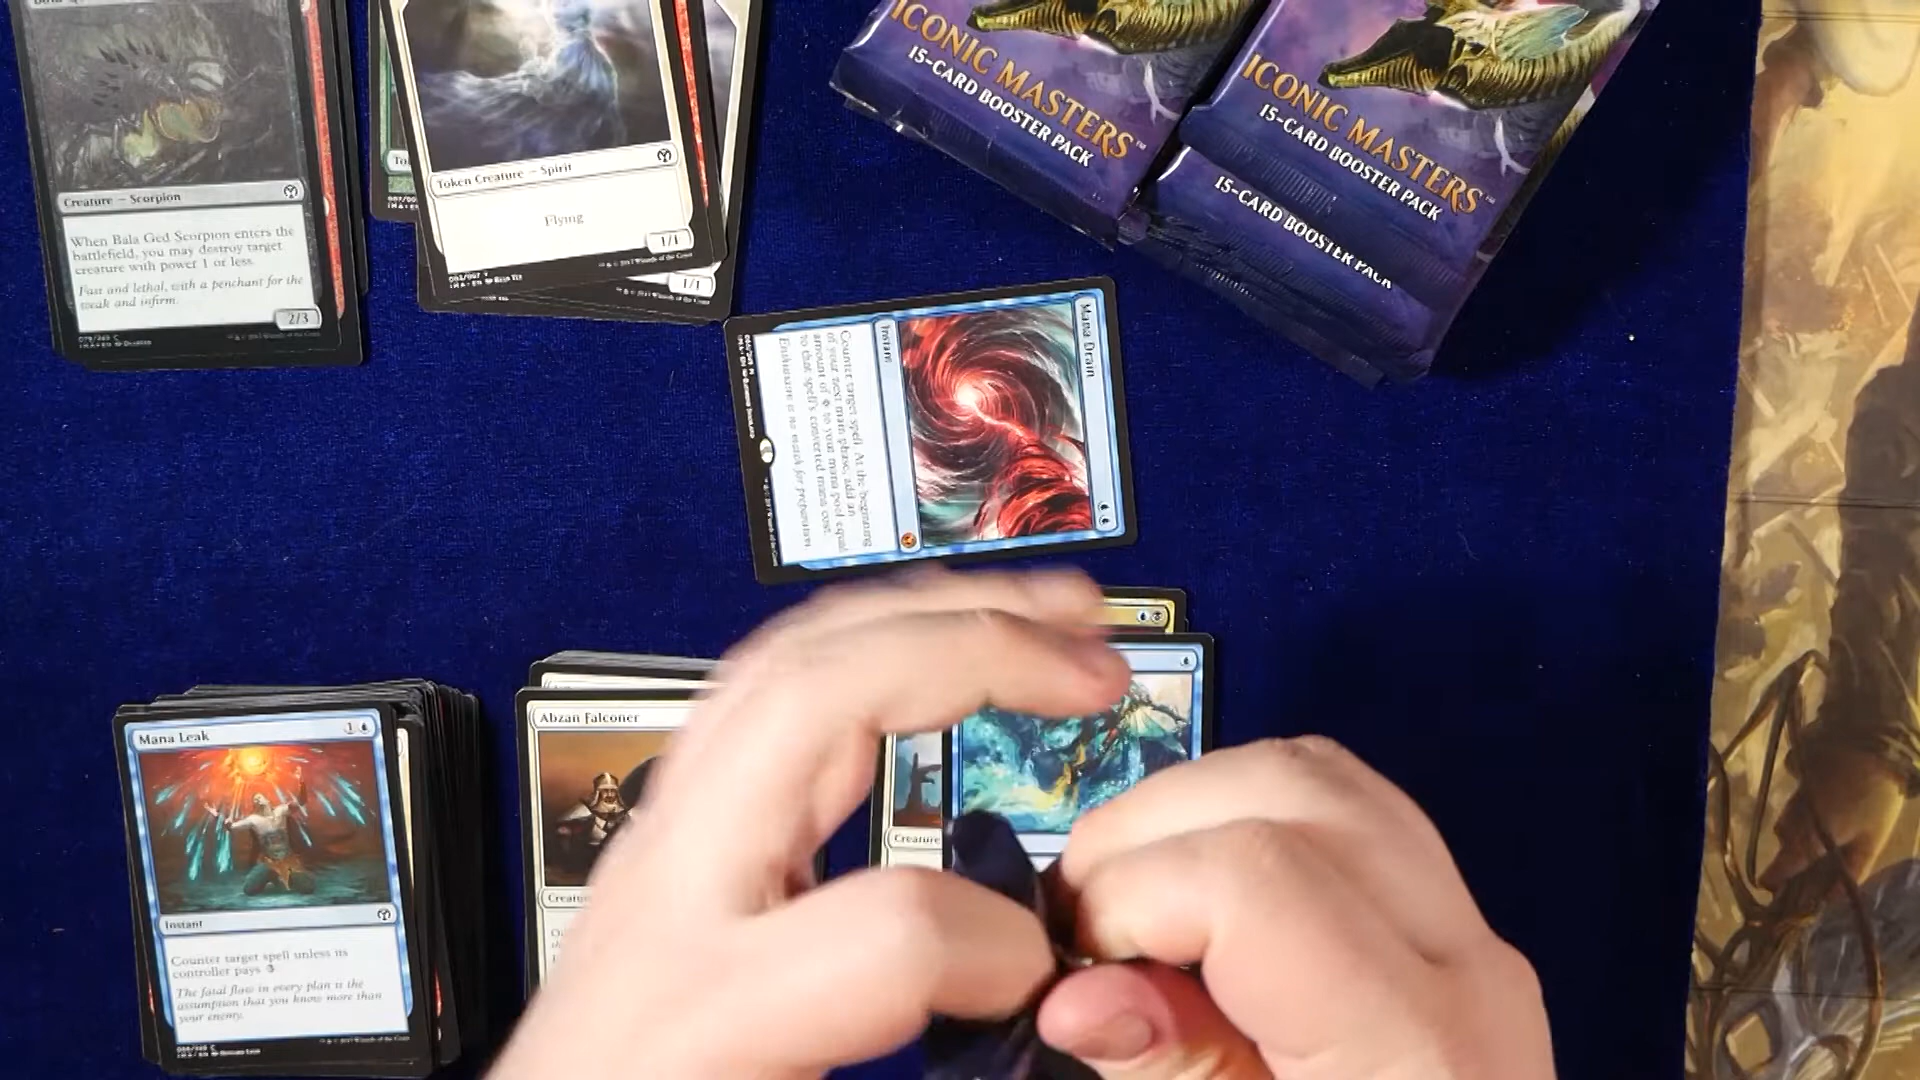 Creature – Scorpion
When Bala Ged Scorpion enters the
battlefield, you may destroy target
creature with power 1 or less.
Fast and lethal, with a penchant for the
weak and infirm.
2/3
Token Creature – Spirit
Flying
1/1
1/1
ICONIC MASTERS
15-CARD BOOSTER PACK
ICONIC MASTERS
15-CARD BOOSTER PACK
15-CARD BOOSTER PACK
Mana Drain
Instant
Counter target spell. At the beginning
of your next main phase, add an
amount of to your mana pool equal
to that spell's converted mana cost.
Mana Leak
1
Instant
Counter target spell unless its
controller pays 3
The fatal flaw in every plan is the
assumption that you know more than
your enemy.
Abzan Falconer
Creature